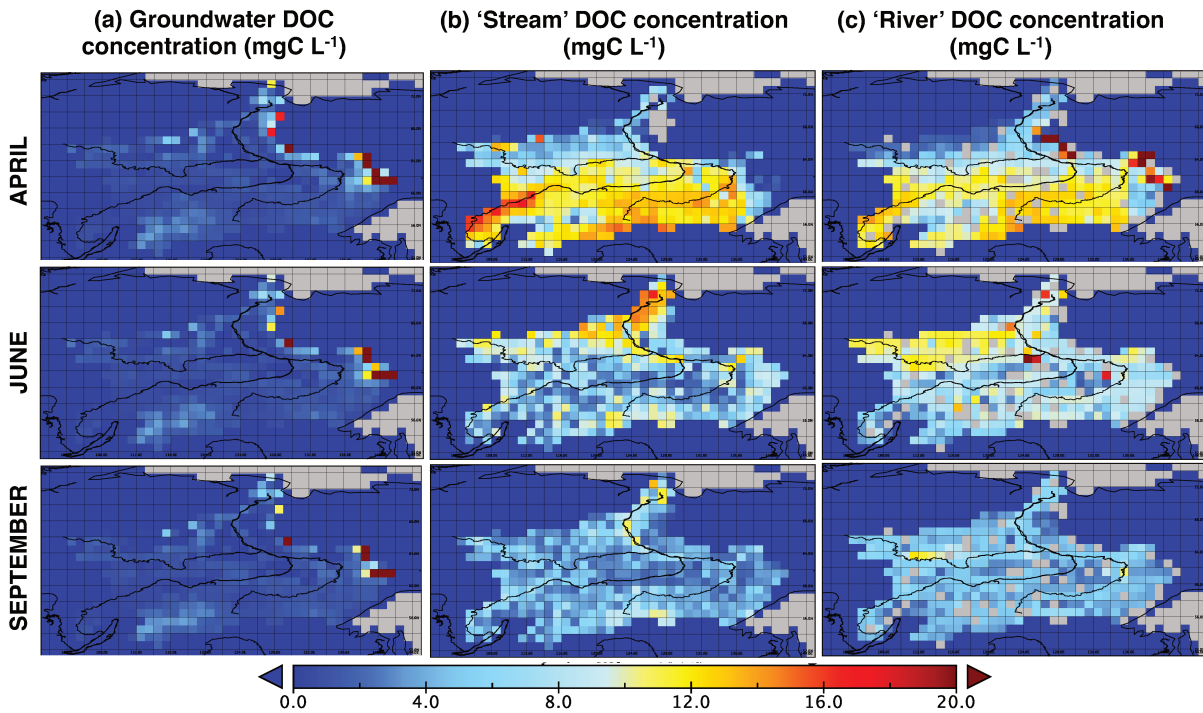 (a) Groundwater DOC
concentration (mgC L⁻¹)
(b) ‘Stream’ DOC concentration
(mgC L⁻¹)
(c) ‘River’ DOC concentration
(mgC L⁻¹)
APRIL
JUNE
SEPTEMBER
0.0 4.0 8.0 12.0 16.0 20.0